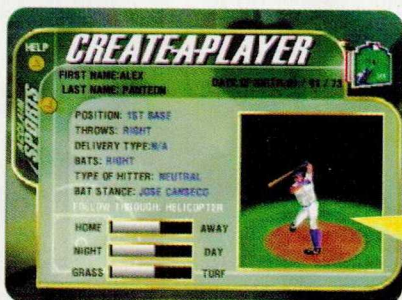 HELP
CREATE-A-PLAYER
FIRST NAME:ALEX
LAST NAME:
POSITION: 1ST BASE
THROWS: RIGHT
DELIVERY TYPE:N/A
BATS: RIGHT
TYPE OF HITTER: NEUTRAL
BAT STANCE: JOSE CANSECO
FOLLOW THROUGH: HELICOPTER
HOME AWAY
NIGHT DAY
GRASS TURF
SPORTS